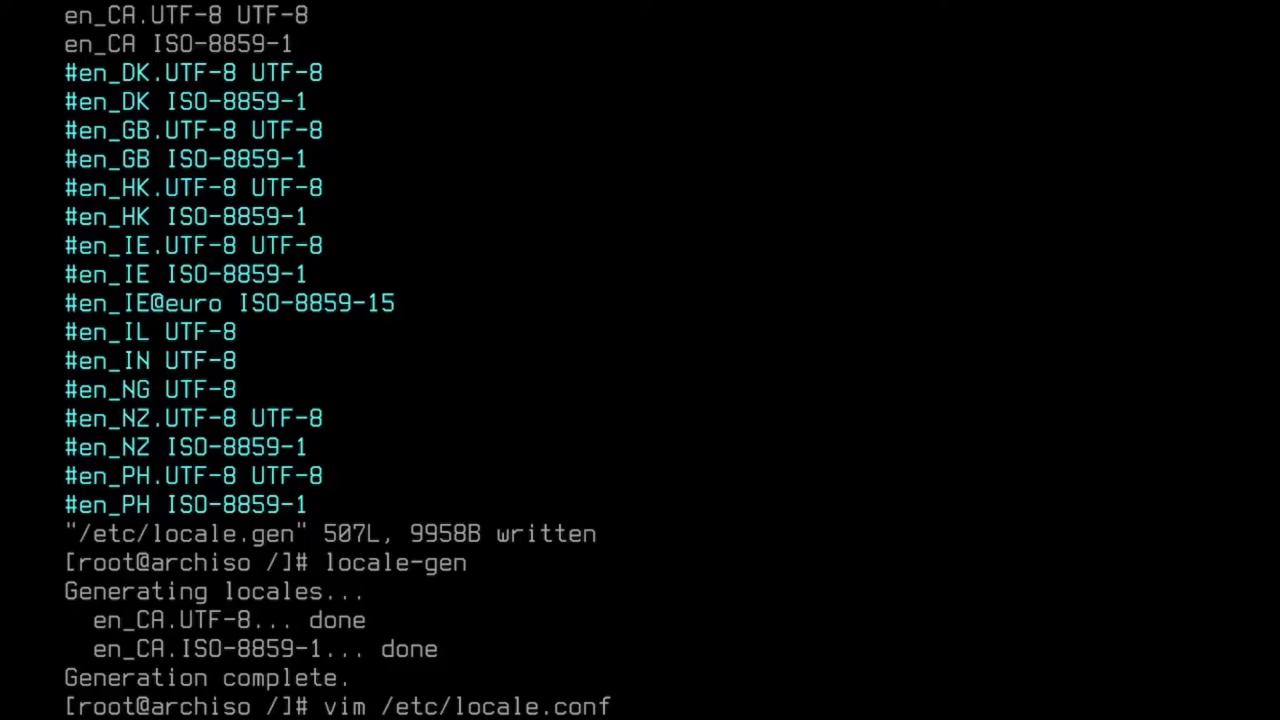 en_CA.UTF-8 UTF-8
en_CA ISO-8859-1
#en_DK.UTF-8 UTF-8
#en_DK ISO-8859-1
#en_GB.UTF-8 UTF-8
#en_GB ISO-8859-1
#en_HK.UTF-8 UTF-8
#en_HK ISO-8859-1
#en_IE.UTF-8 UTF-8
#en_IE ISO-8859-1
#en_IE@euro ISO-8859-15
#en_IL UTF-8
#en_IN UTF-8
#en_NG UTF-8
#en_NZ.UTF-8 UTF-8
#en_NZ ISO-8859-1
#en_PH.UTF-8 UTF-8
#en_PH ISO-8859-1
"/etc/locale.gen" 507L, 9958B written
[root@archiso /]# locale-gen
Generating locales...
  en_CA.UTF-8... done
  en_CA.ISO-8859-1... done
Generation complete.
[root@archiso /]# vim /etc/locale.conf